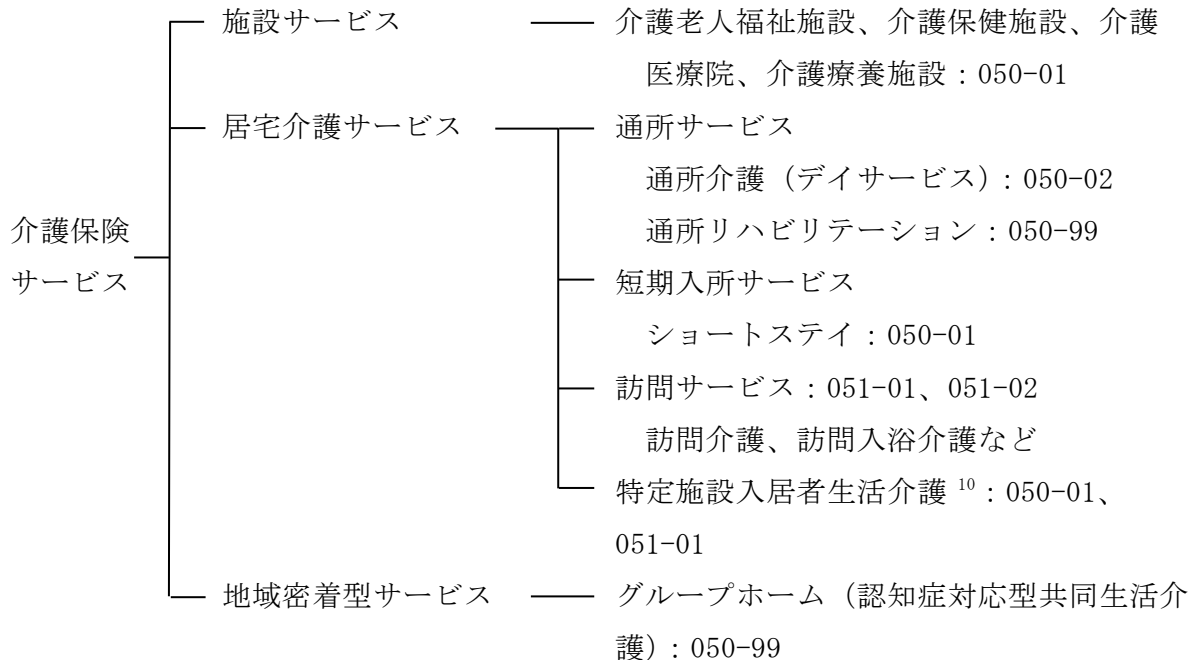 施設サービス 介護老人福祉施設、介護保健施設、介護
医療院、介護療養施設：050-01
居宅介護サービス 通所サービス
通所介護（デイサービス）：050-02
通所リハビリテーション：050-99
介護保険
サービス
短期入所サービス
ショートステイ：050-01
訪問サービス：051-01、051-02
訪問介護、訪問入浴介護など
特定施設入居者生活介護 10：050-01、
051-01
地域密着型サービス グループホーム（認知症対応型共同生活介
護）：050-99